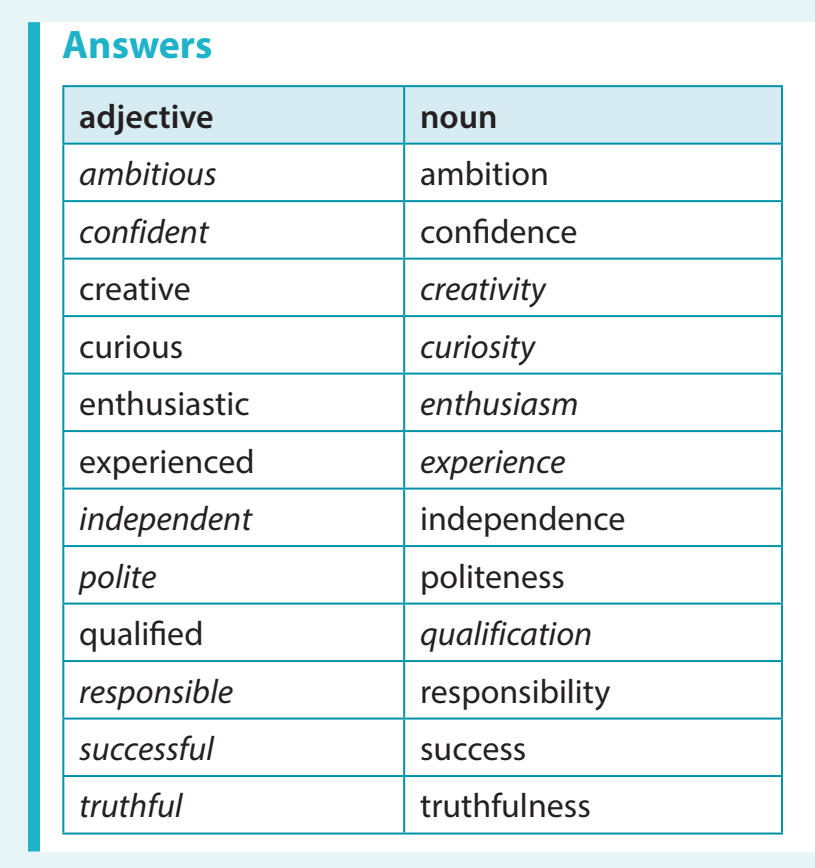 Answers
adjective noun
ambitious ambition
confident confidence
creative creativity
curious curiosity
enthusiastic enthusiasm
experienced experience
independent independence
polite politeness
qualified qualification
responsible responsibility
successful success
truthful truthfulness